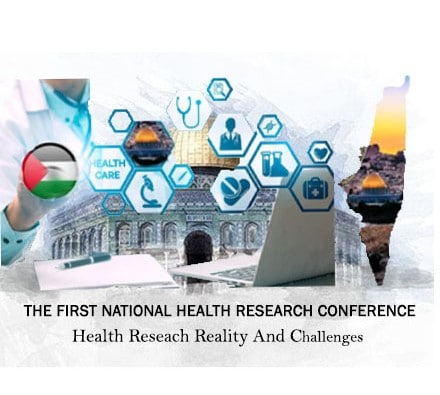 HEALTH
CARE
THE FIRST NATIONAL HEALTH RESEARCH CONFERENCE
Health Reseach Reality And Challenges